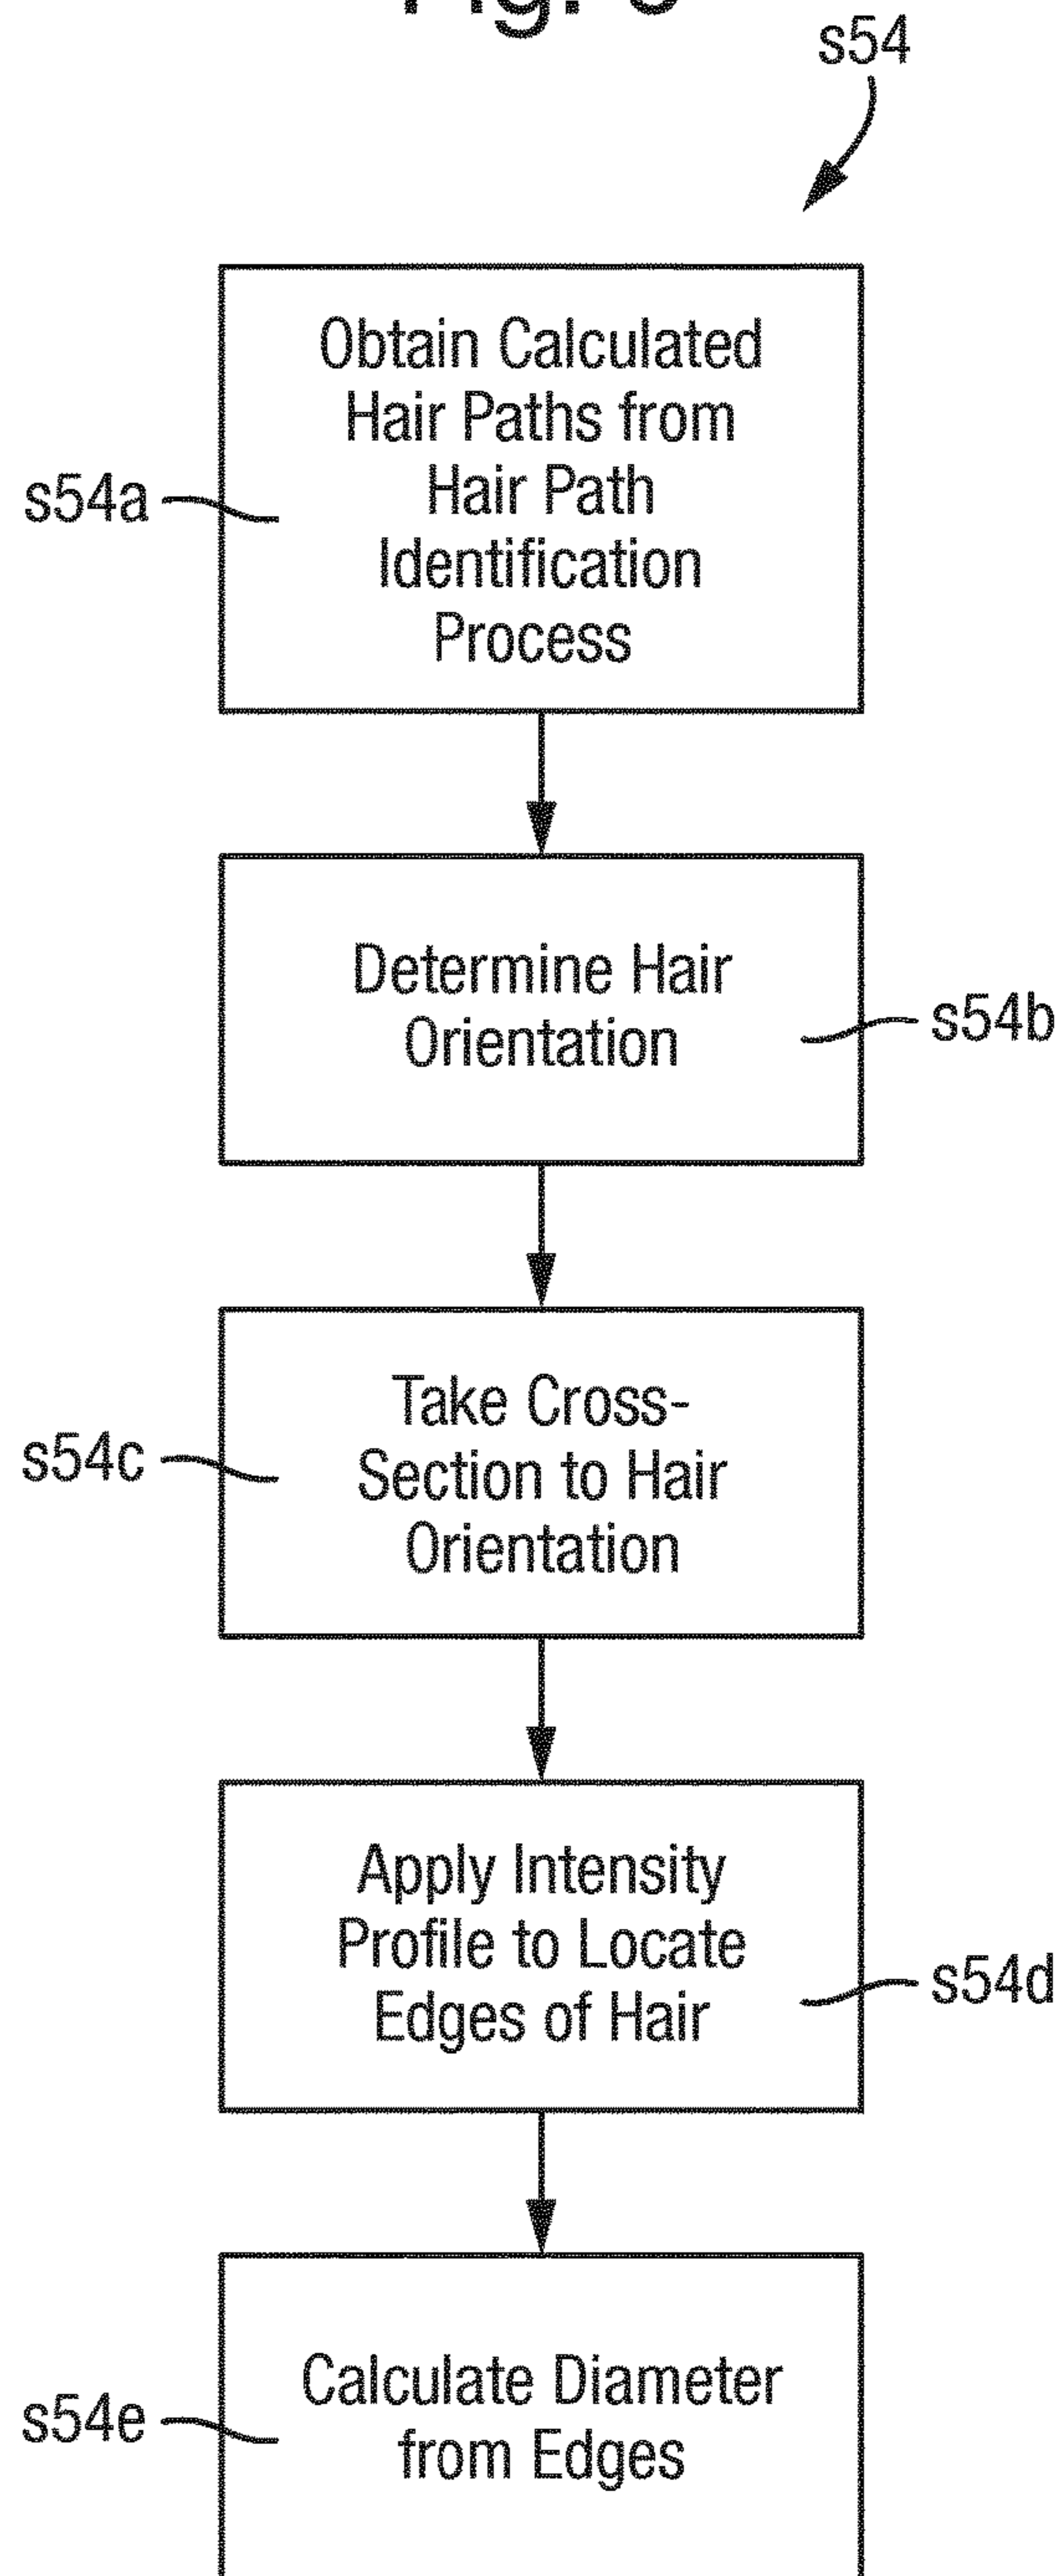 s54
Obtain Calculated
Hair Paths from
Hair Path
Identification
Process
s54a
Determine Hair
Orientation
s54b
Take Cross-
Section to Hair
Orientation
s54c
Apply Intensity
Profile to Locate
Edges of Hair
s54d
Calculate Diameter
from Edges
s54e